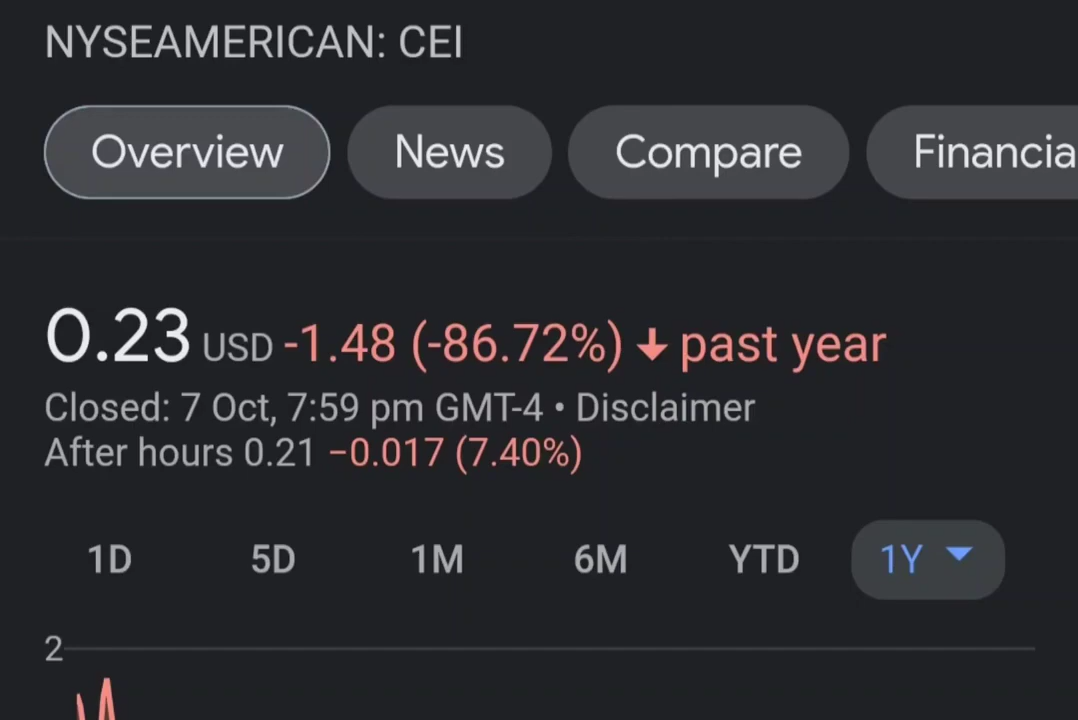 NYSEAMERICAN: CEI
Overview News Compare Financia
0.23 USD -1.48 (-86.72%) ↓ past year
Closed: 7 Oct, 7:59 pm GMT-4 • Disclaimer
After hours 0.21 −0.017 (7.40%)
1D 5D 1M 6M YTD 1Y
2